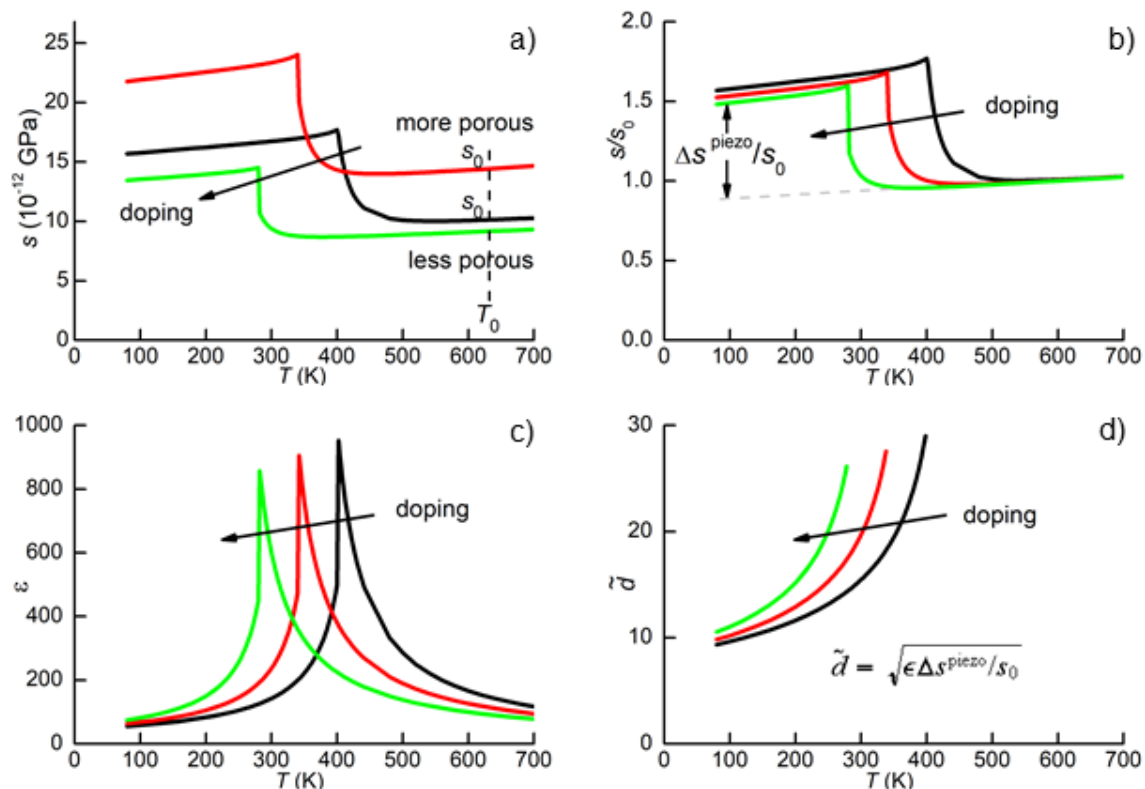 a)
25
20
15
10
5
0
s (10⁻¹² GPa)
more porous
s₀
s₀
doping
less porous
T₀
0 100 200 300 400 500 600 700
T (K)
b)
2.0
1.5
1.0
0.5
0.0
s/s₀
doping
Δs^piezo/s₀
0 100 200 300 400 500 600 700
T (K)
c)
1000
800
600
400
200
0
ε
doping
0 100 200 300 400 500 600 700
T (K)
d)
30
20
10
0
d̃
doping
d̃ = √(ϵΔs^piezo/s₀)
0 100 200 300 400 500 600 700
T (K)